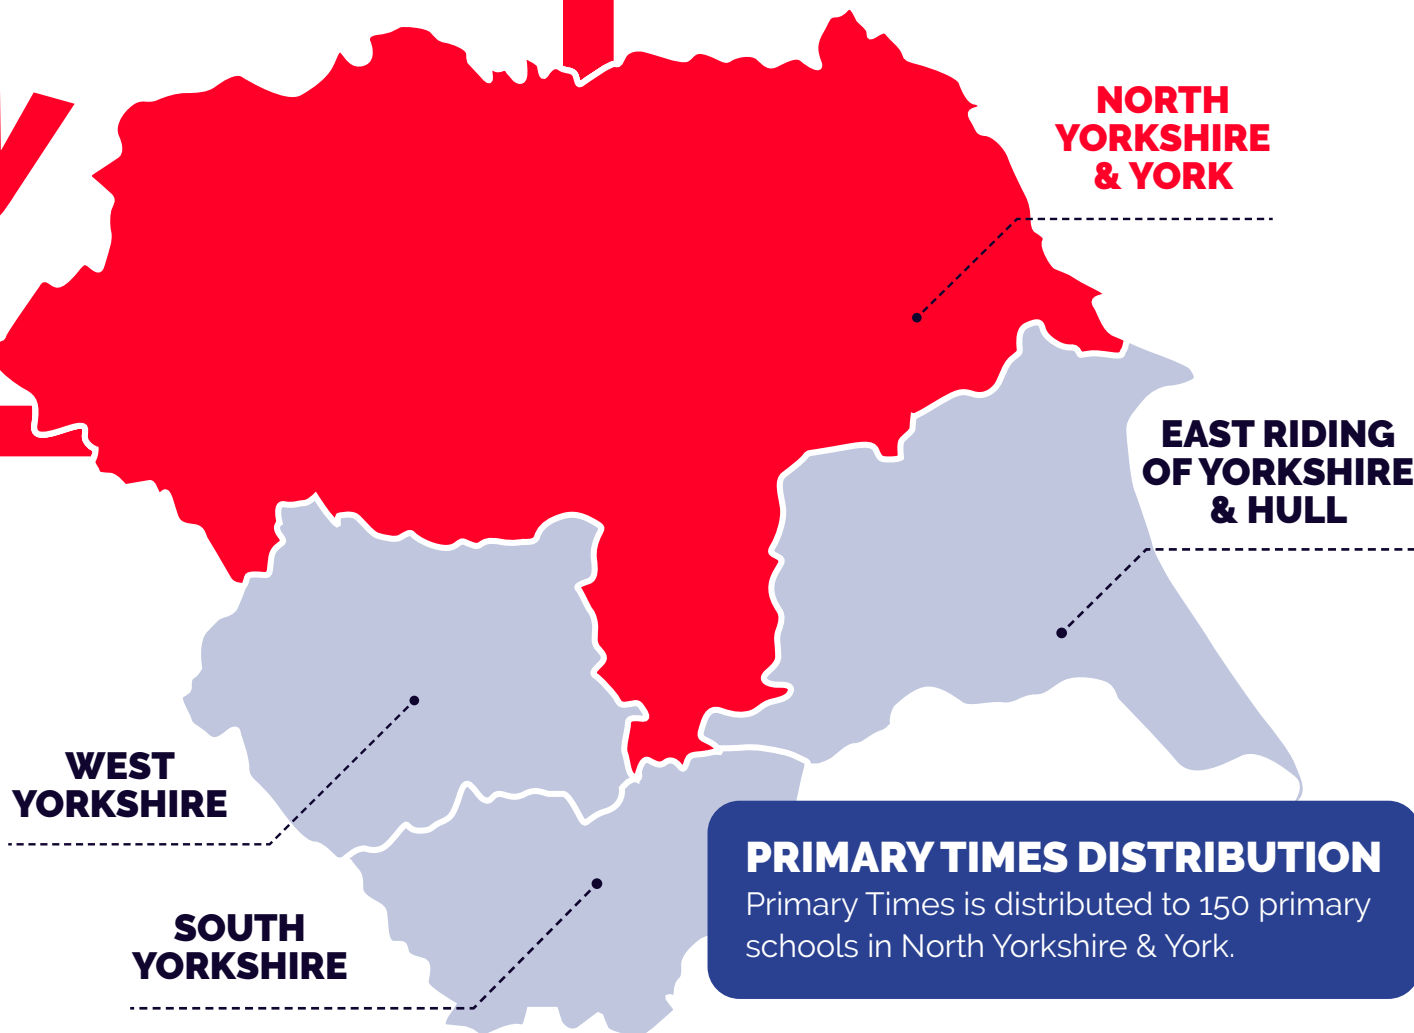 NORTH
YORKSHIRE
& YORK
EAST RIDING
OF YORKSHIRE
& HULL
WEST
YORKSHIRE
SOUTH
YORKSHIRE
PRIMARY TIMES DISTRIBUTION
Primary Times is distributed to 150 primary
schools in North Yorkshire & York.